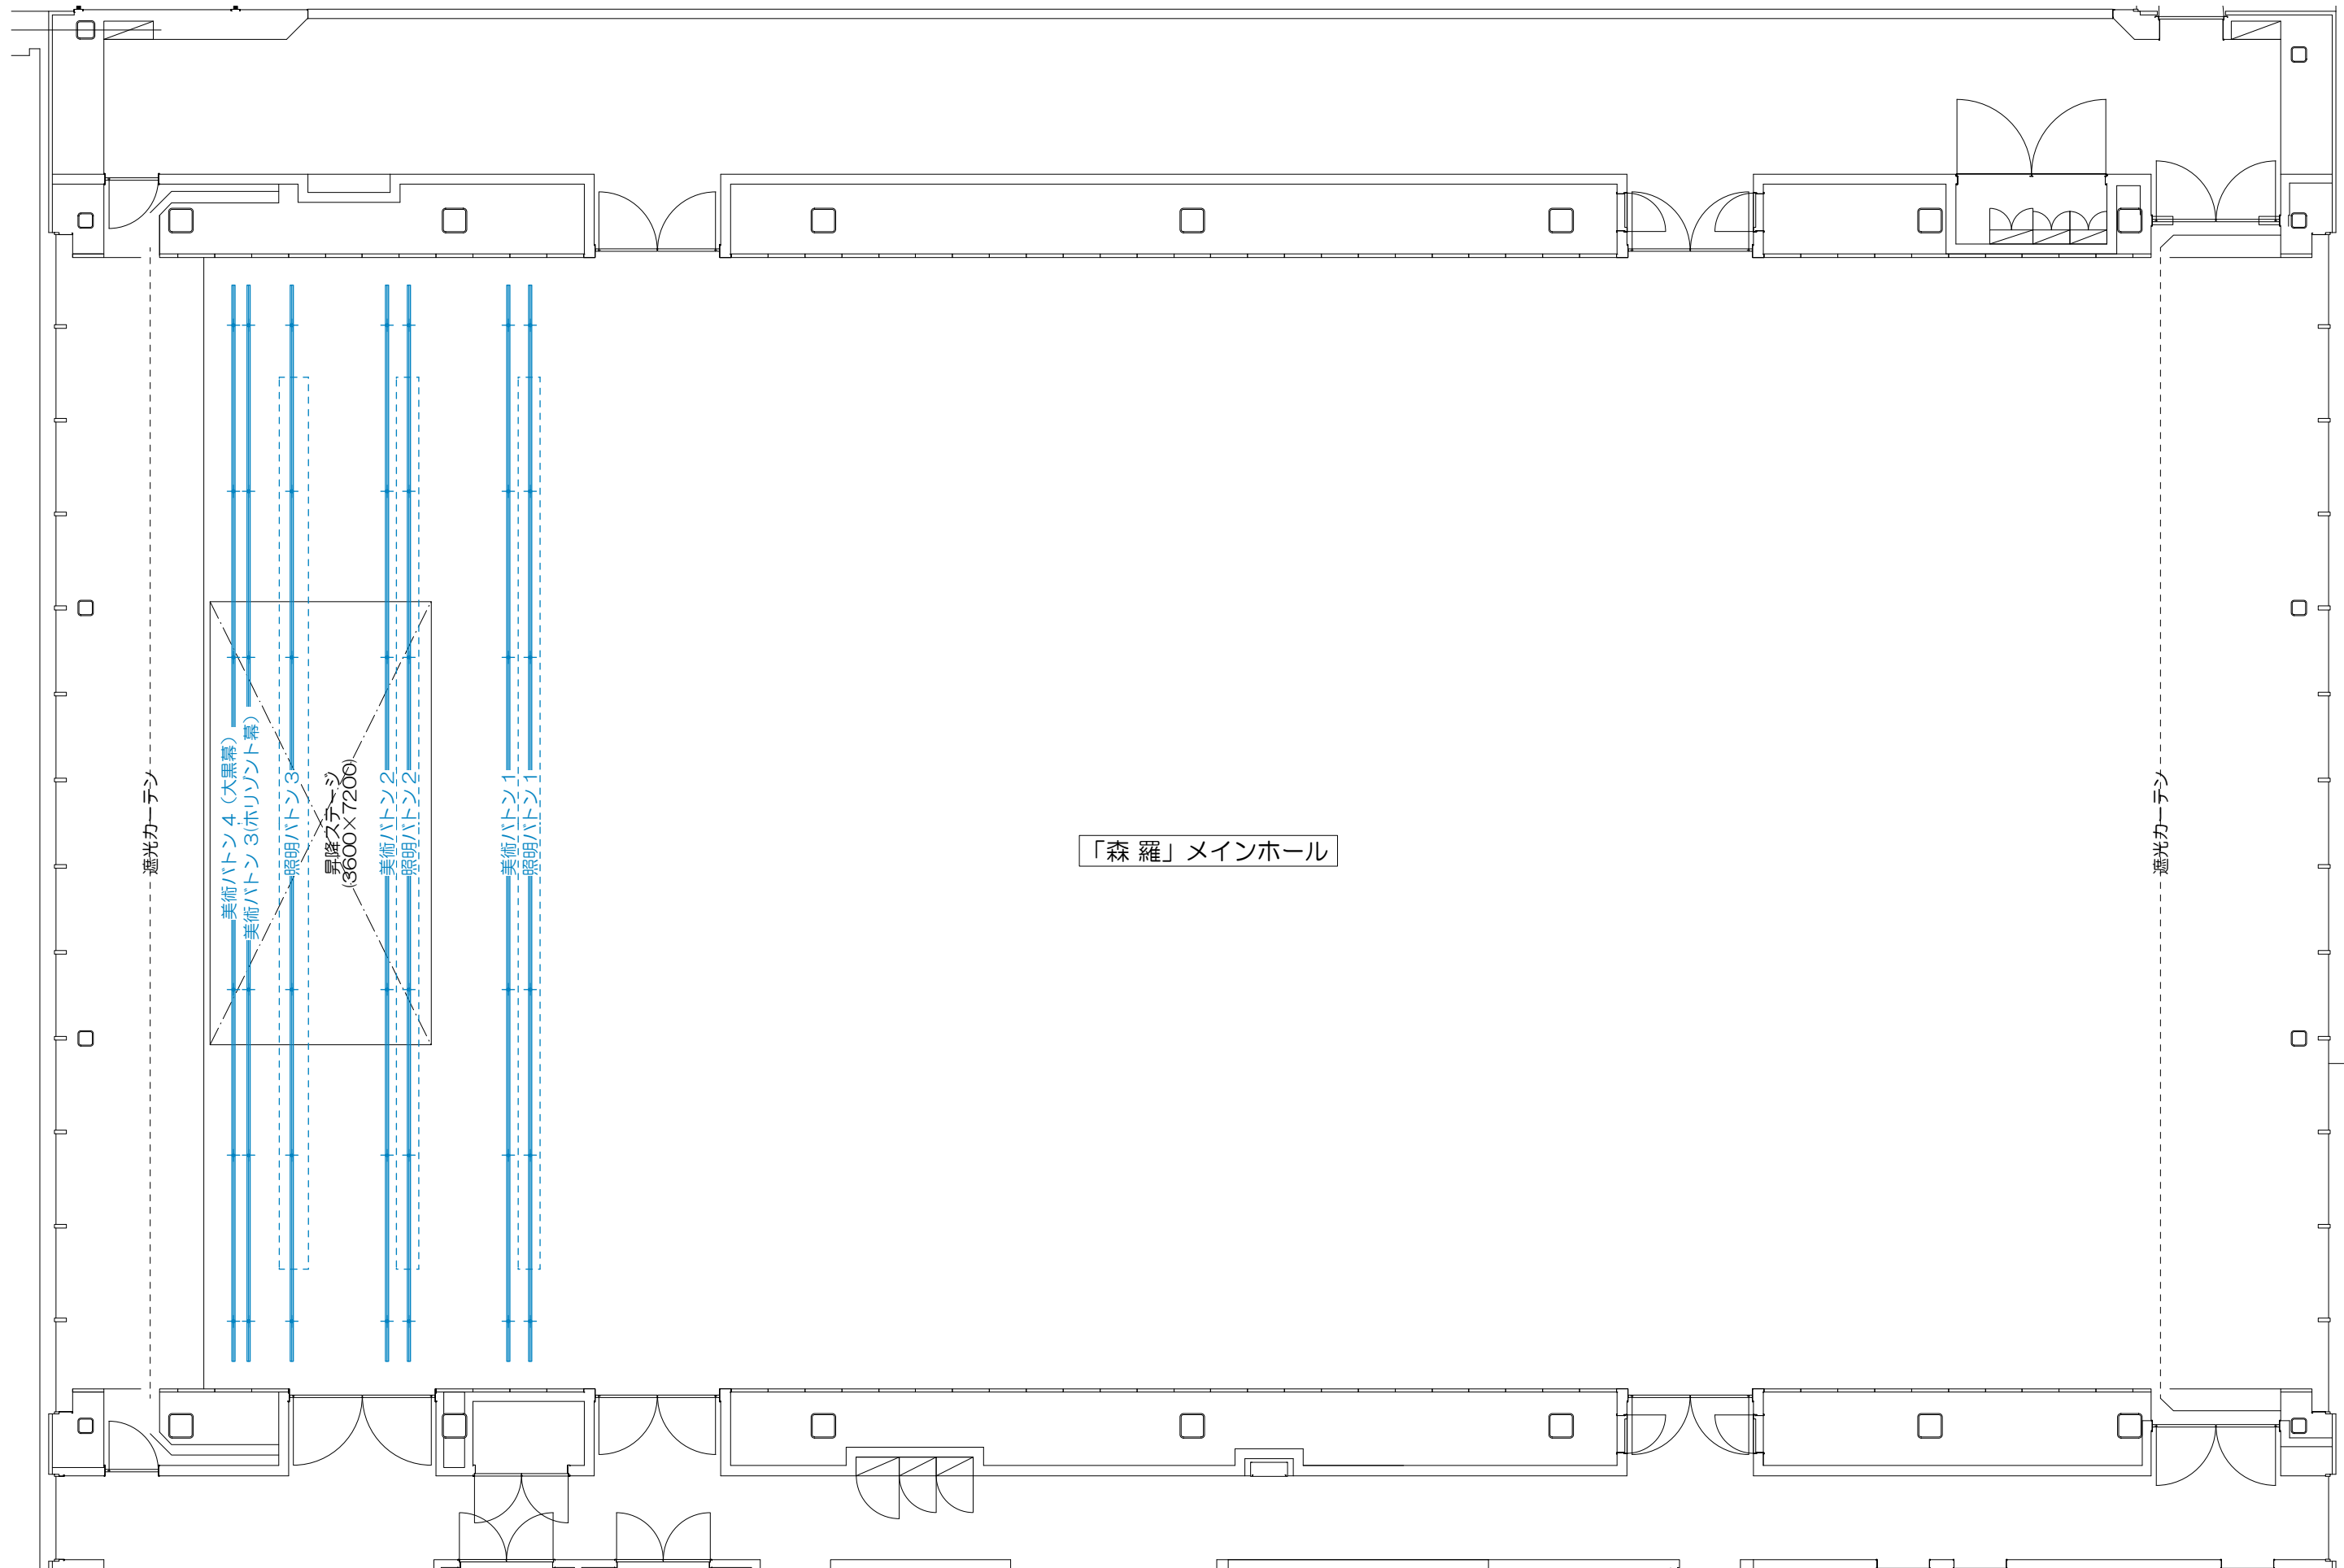 遮光カーテン
美術バトン４（大黒幕）
美術バトン３(ホリゾント幕)
照明バトン３
昇降ステージ
(3600×7200)
美術バトン２
照明バトン２
美術バトン１
照明バトン１
「森 羅」メインホール
遮光カーテン